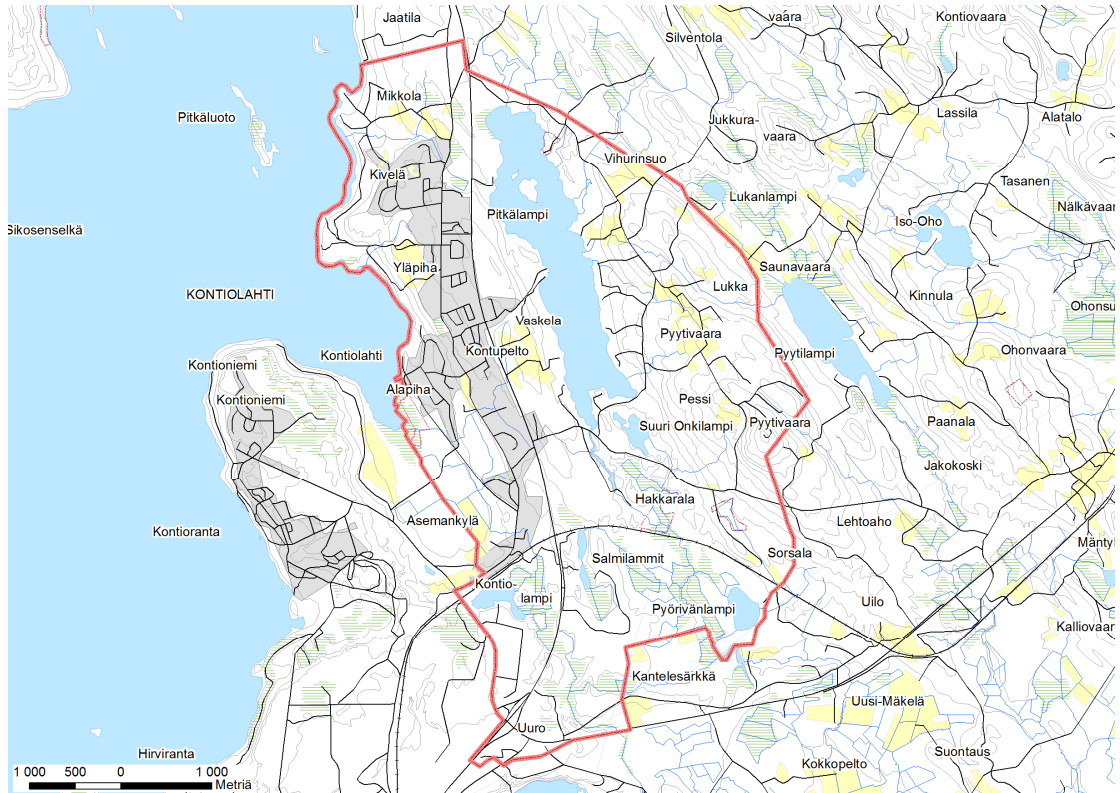 Jaatila
vaara
Kontiovaara
Silventola
Mikkola
Pitkäluoto
Jukkura-
vaara
Lassila
Alatalo
Vihurinsuo
Kivelä
Tasanen
Lukanlampi
Nälkävaar
Pitkälampi
Iso-Oho
Sikosenselkä
Yläpiha
Saunavaara
Lukka
Kinnula
KONTIOLAHTI
Ohonsu
Vaskela
Pyytivaara
Kontiolahti
Kontupelto
Pyytilampi
Ohonvaara
Kontioniemi
Alapiha
Kontioniemi
Pessi
Suuri Onkilampi
Pyytivaara
Paanala
Jakokoski
Hakkarala
Asemankylä
Lehtoaho
Kontioranta
Mäntyl
Salmilammit
Sorsala
Kontio-
lampi
Pyörivänlampi
Uilo
Kalliovaar
Kantelesärkkä
Uusi-Mäkelä
Uuro
Hirviranta
Suontaus
Kokkopelto
1 000 500 0 1 000
Metriä